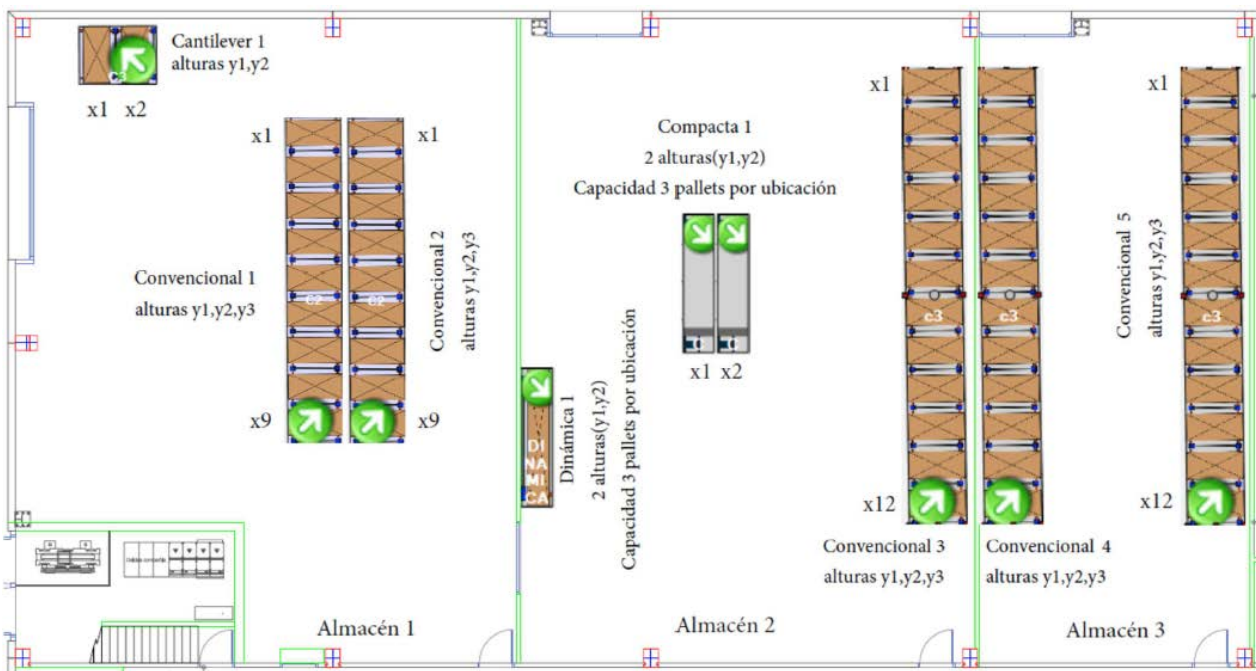 Cantilever 1
alturas y1,y2
c3
x1 x2
x1
x1
Convencional 1
alturas y1,y2,y3
c2
c2
Convencional 2
alturas y1,y2,y3
x9
x9
Almacén 1
DI
NA
MI
CA
Dinámica 1
2 alturas(y1,y2)
Capacidad 3 pallets por ubicación
Compacta 1
2 alturas(y1,y2)
Capacidad 3 pallets por ubicación
x1 x2
Almacén 2
x1
c3
x12
Convencional 3
alturas y1,y2,y3
c3
Convencional 4
alturas y1,y2,y3
Convencional 5
alturas y1,y2,y3
x1
c3
x12
Almacén 3